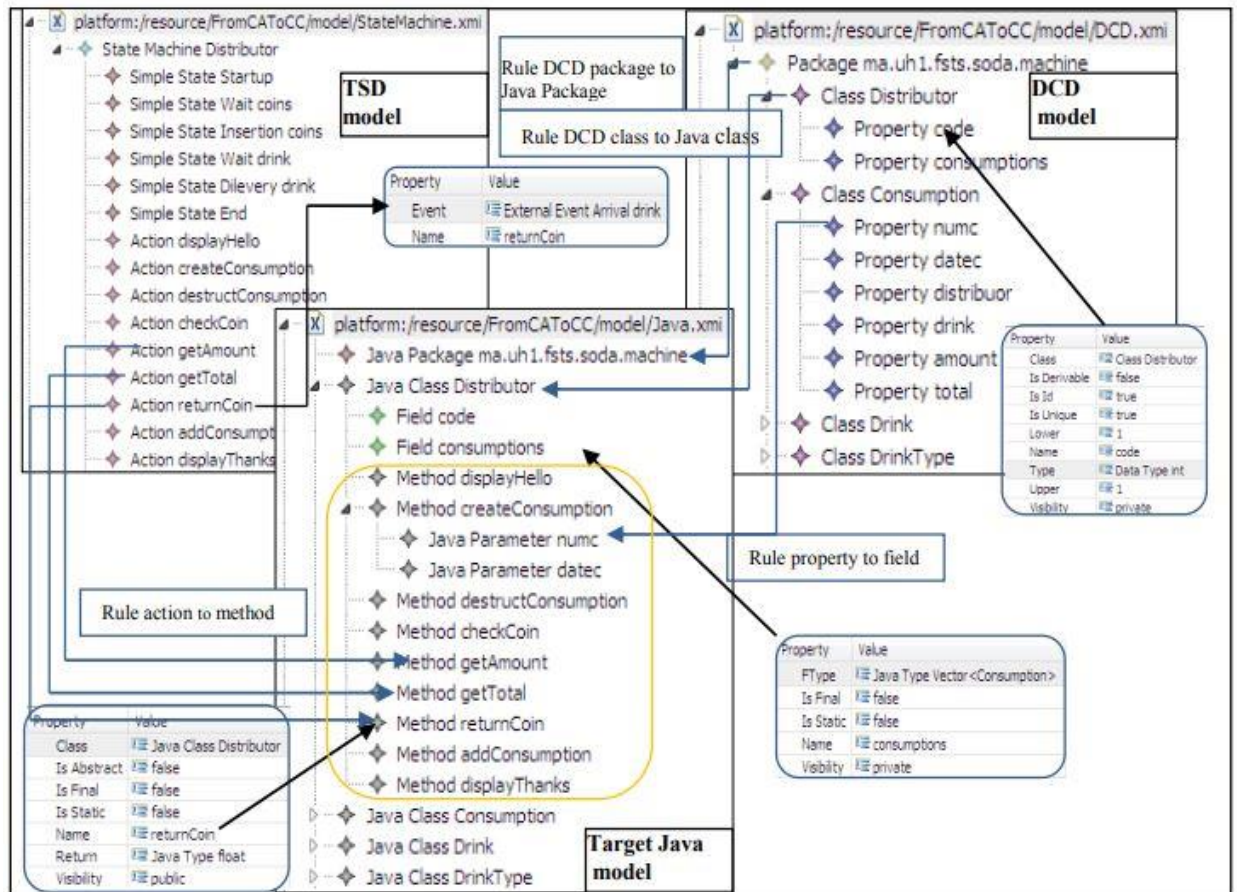 platform:/resource/FromCAToCC/model/StateMachine.xmi
State Machine Distributor
Simple State Startup
Simple State Wait coins
Simple State Insertion coins
Simple State Wait drink
Simple State Dilevery drink
Simple State End
Action displayHello
Action createConsumption
Action destructConsumption
Action checkCoin
Action getAmount
Action getTotal
Action returnCoin
Action addConsumpt
Action displayThanks
TSD
model
Rule DCD package to
Java Package
Rule DCD class to Java class
Property Value
Event External Event Arrival drink
Name returnCoin
platform:/resource/FromCAToCC/model/DCD.xmi
Package ma.uh1.fsts.soda.machine
Class Distributor
Property code
Property consumptions
Class Consumption
Property numc
Property datec
Property distribuor
Property drink
Property amount
Property total
Class Drink
Class DrinkType
DCD
model
Property Value
Class Class Distributor
Is Derivable false
Is Id true
Is Unique true
Lower 1
Name code
Type Data Type int
Upper 1
Visibility private
platform:/resource/FromCAToCC/model/Java.xmi
Java Package ma.uh1.fsts.soda.machine
Java Class Distributor
Field code
Field consumptions
Method displayHello
Method createConsumption
Java Parameter numc
Java Parameter datec
Method destructConsumption
Method checkCoin
Method getAmount
Method getTotal
Method returnCoin
Method addConsumption
Method displayThanks
Java Class Consumption
Java Class Drink
Java Class DrinkType
Target Java
model
Rule property to field
Rule action to method
Property Value
FType Java Type Vector<Consumption>
Is Final false
Is Static false
Name consumptions
Visibility private
Property Value
Class Java Class Distributor
Is Abstract false
Is Final false
Is Static false
Name returnCoin
Return Java Type float
Visibility public